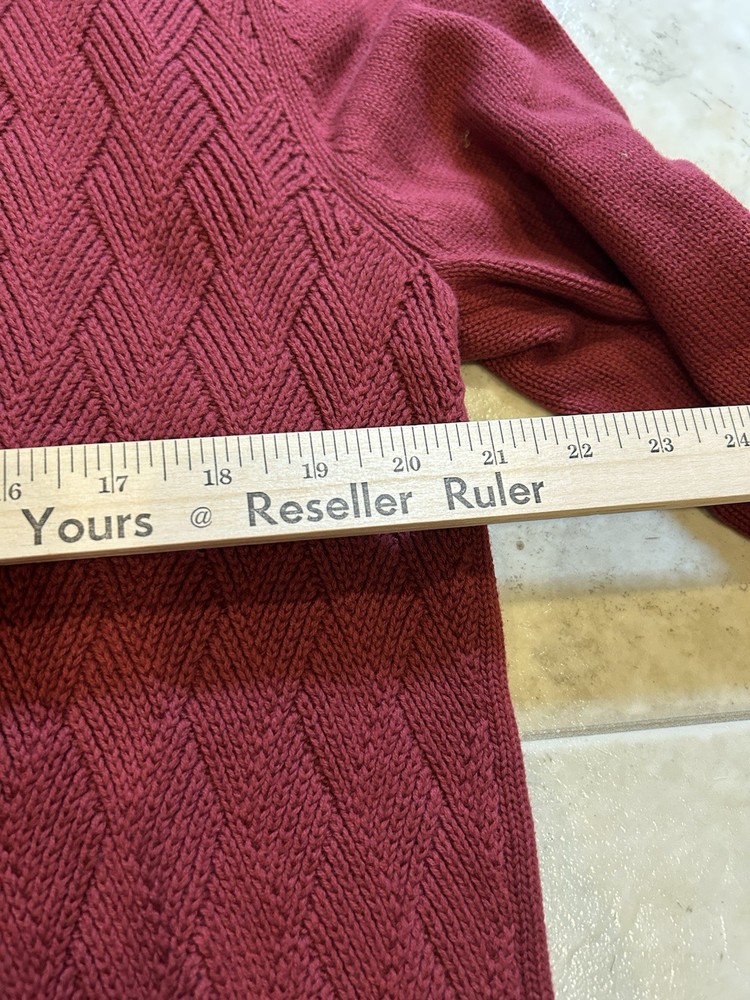 6 17 18 19 20 21 22 23 24
Yours @ Reseller Ruler